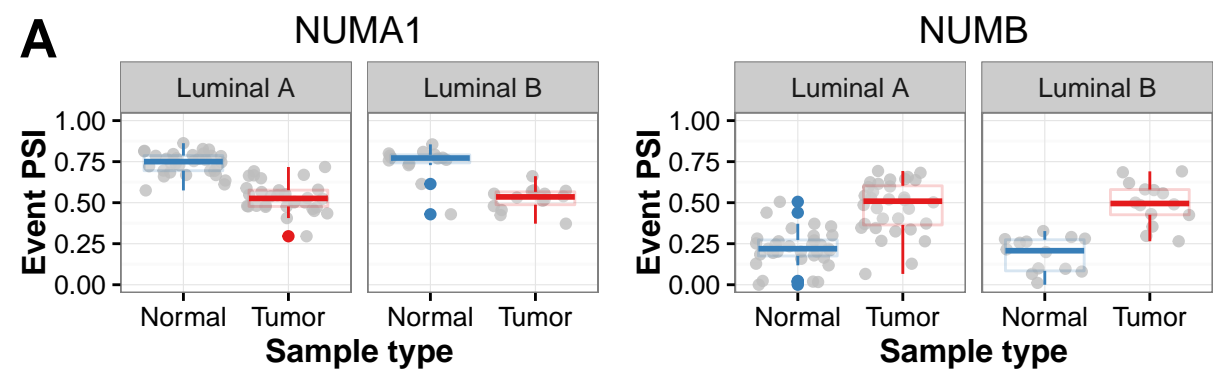 A
NUMA1
NUMB
Luminal A
Luminal B
Luminal A
Luminal B
Event PSI
1.00
0.75
0.50
0.25
0.00
Event PSI
1.00
0.75
0.50
0.25
0.00
Normal Tumor
Normal Tumor
Normal Tumor
Normal Tumor
Sample type
Sample type